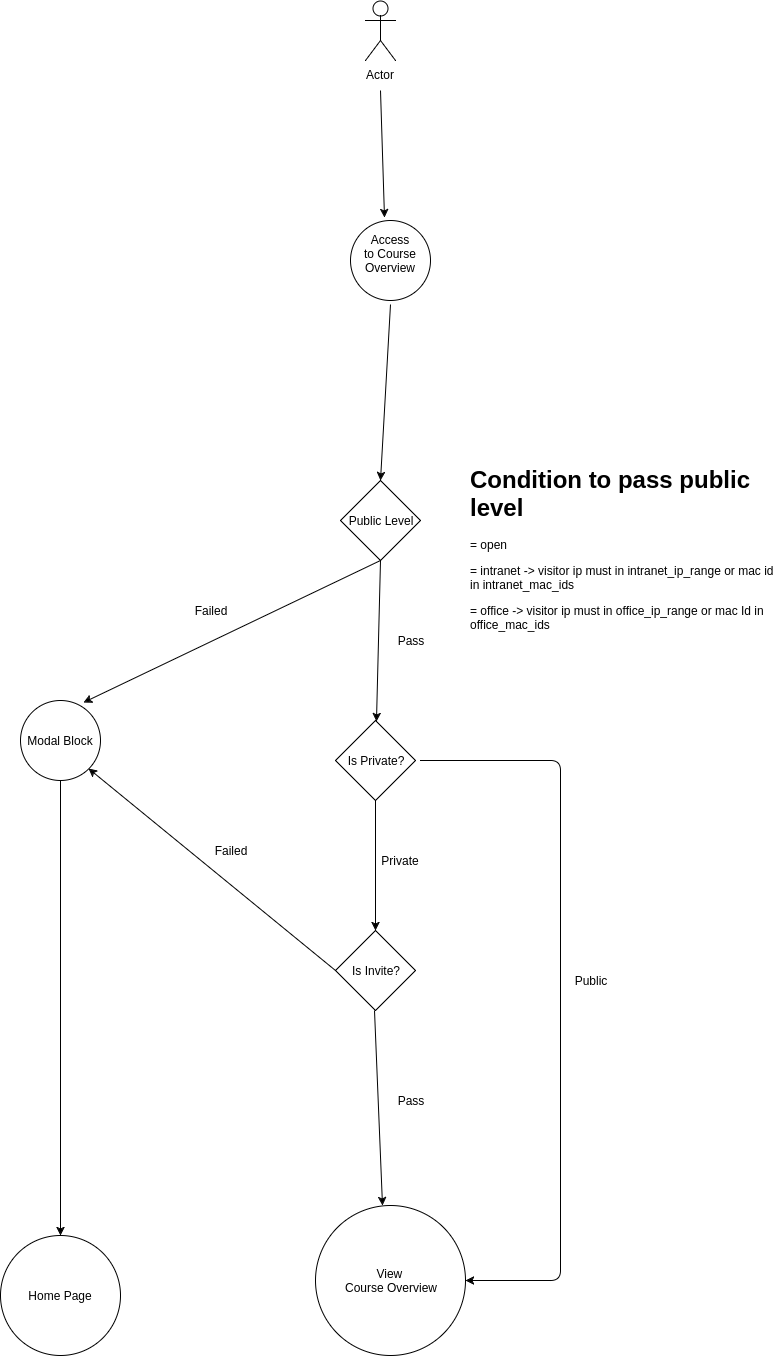 Actor
Access
to Course
Overview
Condition to pass public
level
Public Level
= open
= intranet -> visitor ip must in intranet_ip_range or mac id
in intranet_mac_ids
= office -> visitor ip must in office_ip_range or mac Id in
office_mac_ids
Failed
Pass
Modal Block
Is Private?
Failed
Private
Is Invite?
Public
Pass
View
Course Overview
Home Page